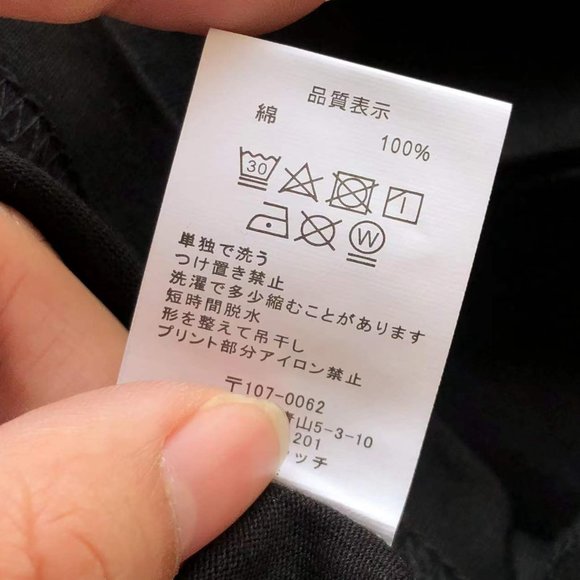 品質表示
綿
100%
30
W
単独で洗う
つけ置き禁止
洗濯で多少縮むことがあります
短時間脱水
形を整えて吊干し
プリント部分アイロン禁止
〒107-0062
青山5-3-10
201
ッチ